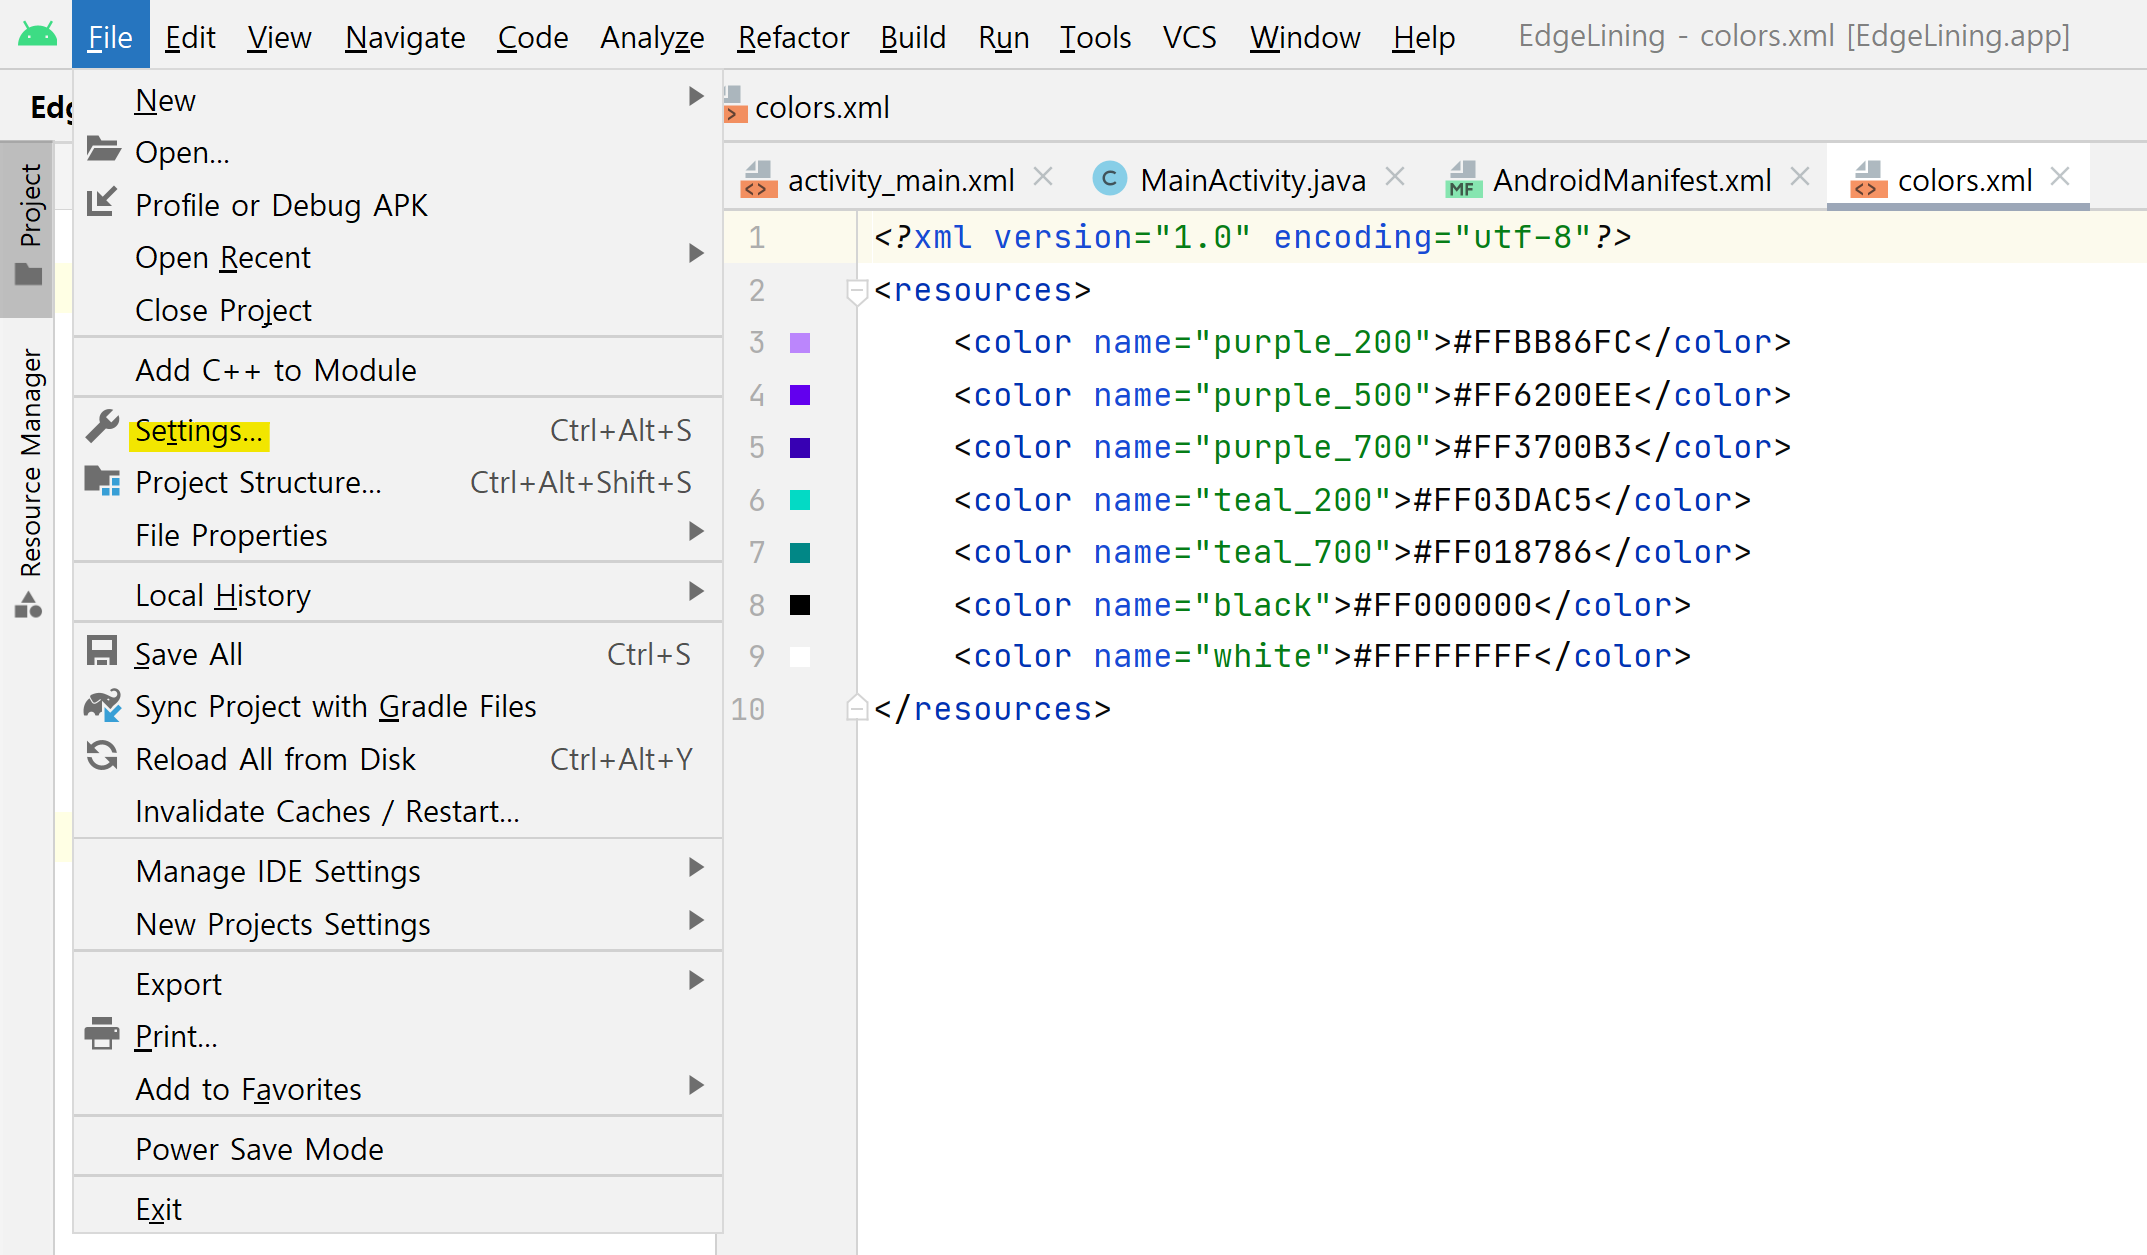 File Edit View Navigate Code Analyze Refactor Build Run Tools VCS Window Help EdgeLining - colors.xml [EdgeLining.app]
colors.xml
Project
Resource Manager
New
Open...
Profile or Debug APK
Open Recent
Close Project
Add C++ to Module
Settings... Ctrl+Alt+S
Project Structure... Ctrl+Alt+Shift+S
File Properties
Local History
Save All Ctrl+S
Sync Project with Gradle Files
Reload All from Disk Ctrl+Alt+Y
Invalidate Caches / Restart...
Manage IDE Settings
New Projects Settings
Export
Print...
Add to Favorites
Power Save Mode
Exit
activity_main.xml C MainActivity.java MF AndroidManifest.xml colors.xml
1 <?xml version="1.0" encoding="utf-8"?>
2 <resources>
3 <color name="purple_200">#FFBB86FC</color>
4 <color name="purple_500">#FF6200EE</color>
5 <color name="purple_700">#FF3700B3</color>
6 <color name="teal_200">#FF03DAC5</color>
7 <color name="teal_700">#FF018786</color>
8 <color name="black">#FF000000</color>
9 <color name="white">#FFFFFFFF</color>
10 </resources>